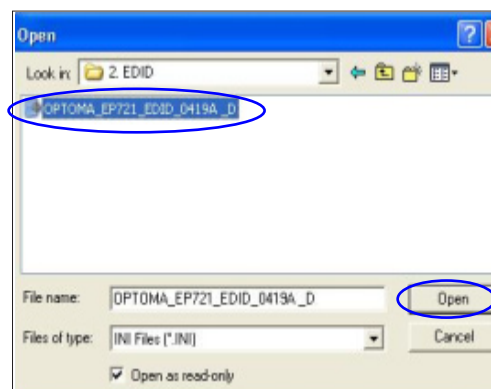 Open
Look in: 2. EDID
OPTOMA_EP721_EDID_0419A_D
File name: OPTOMA_EP721_EDID_0419A_D Open
Files of type: INI Files (*.INI) Cancel
Open as read-only